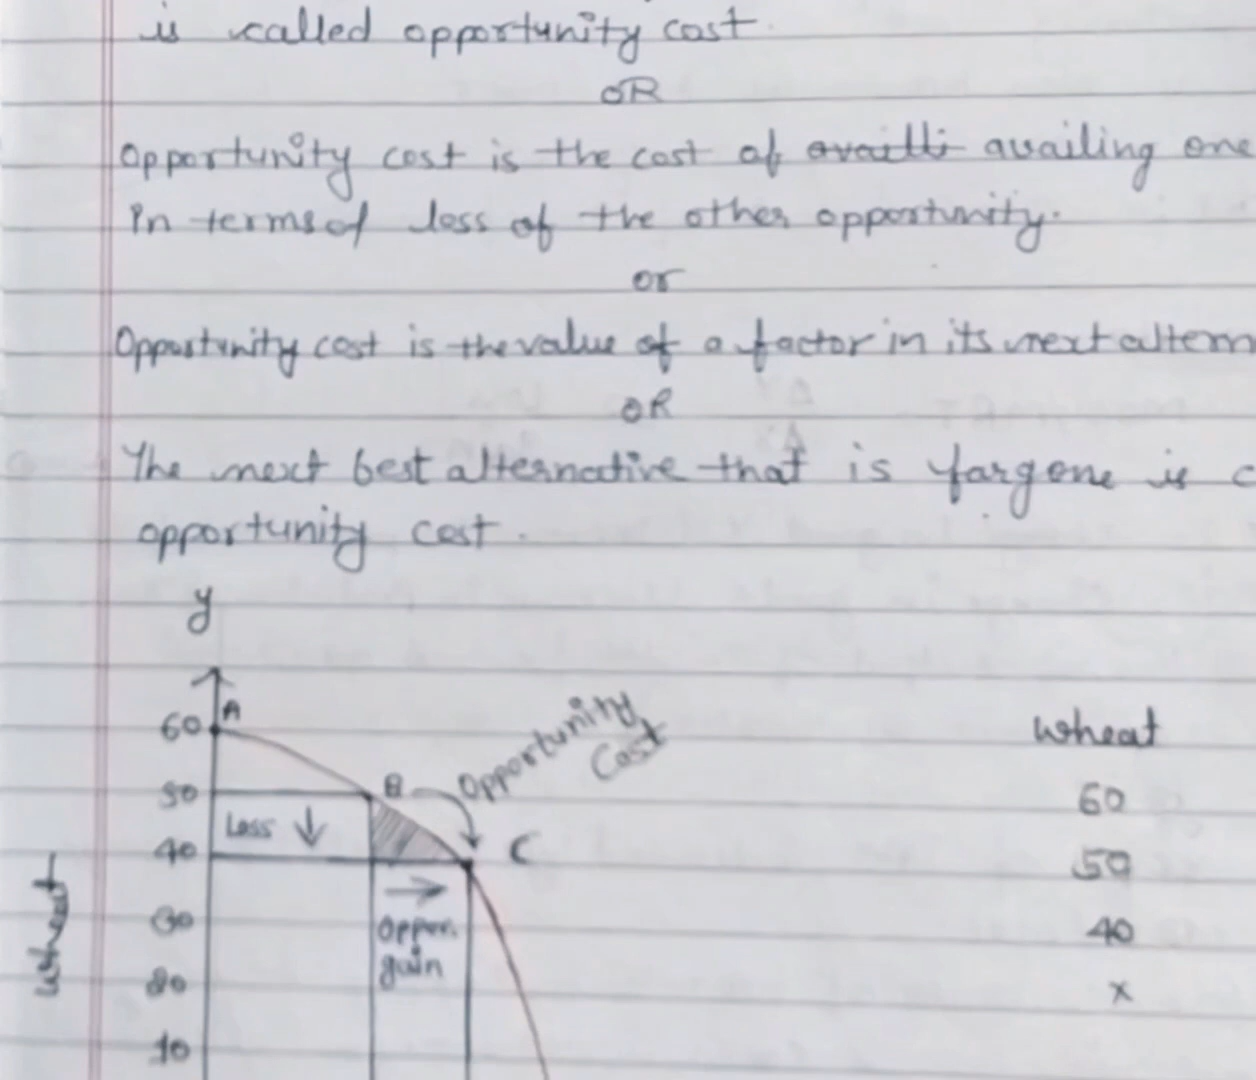 is called opportunity cost.
OR
Opportunity cost is the cost of availli availing one
in terms of loss of the other opportunity.
or
Opportunity cost is the value of a factor in its next altern
OR
The next best alternative that is fargone is c
opportunity cost.
y
60 A
50 B
Opportunity
Cost
Loss ↓
40 C
→
Oppor.
gain
30
20
10
wheat
Wheat
60
50
40
x